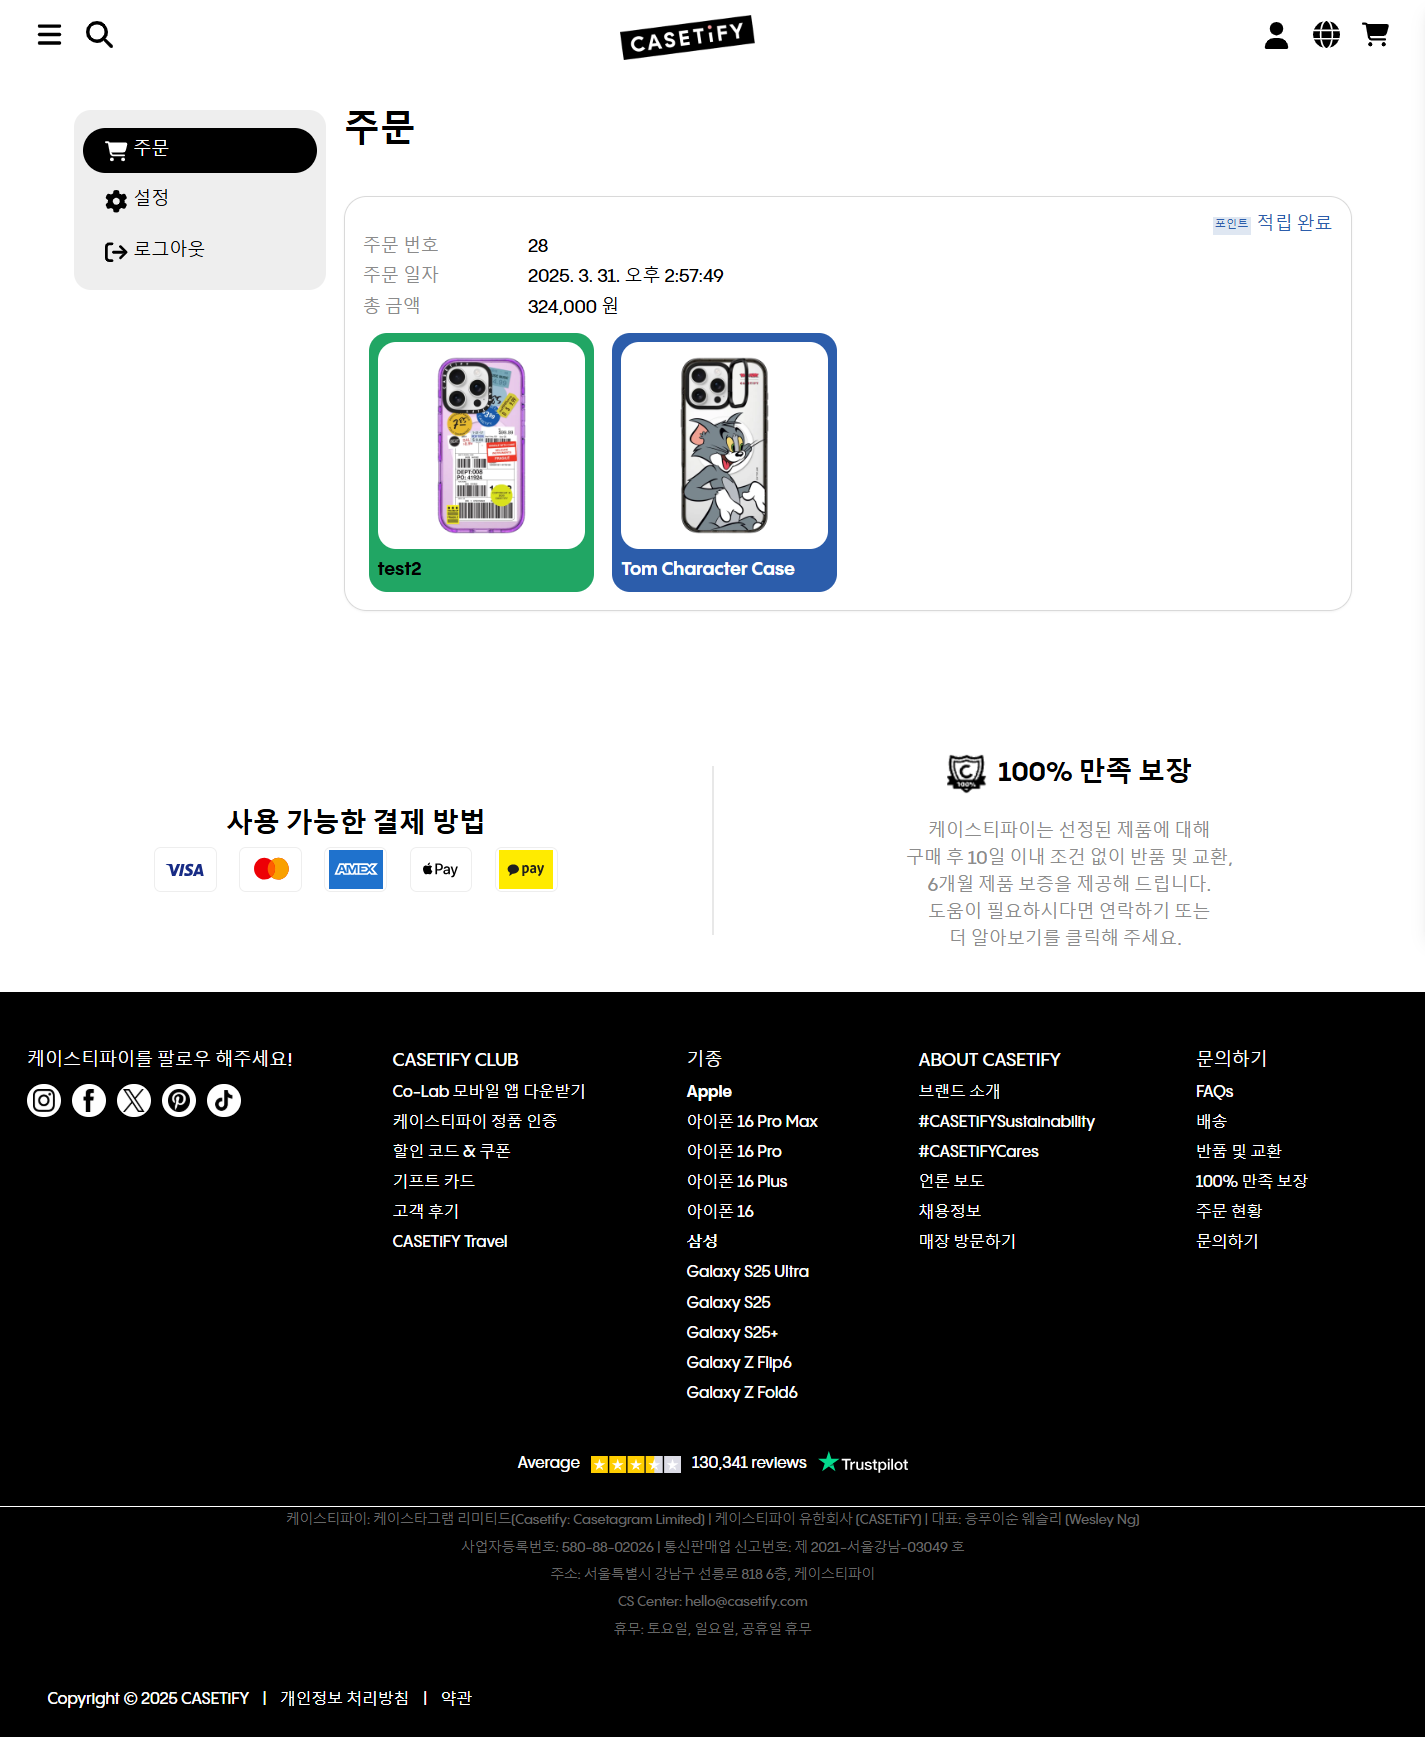 CASETiFY
주문
설정
로그아웃
주문
포인트 적립 완료
주문 번호 28
주문 일자 2025. 3. 31. 오후 2:57:49
총 금액 324,000 원
test2
Tom Character Case
사용 가능한 결제 방법
VISA
AMEX
Pay
pay
100% 만족 보장
케이스티파이는 선정된 제품에 대해
구매 후 10일 이내 조건 없이 반품 및 교환,
6개월 제품 보증을 제공해 드립니다.
도움이 필요하시다면 연락하기 또는
더 알아보기를 클릭해 주세요.
케이스티파이를 팔로우 해주세요!
CASETIFY CLUB
Co-Lab 모바일 앱 다운받기
케이스티파이 정품 인증
할인 코드 & 쿠폰
기프트 카드
고객 후기
CASETiFY Travel
기종
Apple
아이폰 16 Pro Max
아이폰 16 Pro
아이폰 16 Plus
아이폰 16
삼성
Galaxy S25 Ultra
Galaxy S25
Galaxy S25+
Galaxy Z Flip6
Galaxy Z Fold6
ABOUT CASETIFY
브랜드 소개
#CASETiFYSustainability
#CASETiFYCares
언론 보도
채용정보
매장 방문하기
문의하기
FAQs
배송
반품 및 교환
100% 만족 보장
주문 현황
문의하기
Average 130,341 reviews Trustpilot
케이스티파이: 케이스타그램 리미티드(Casetify: Casetagram Limited) | 케이스티파이 유한회사 (CASETiFY) | 대표: 응푸이순 웨슬리 (Wesley Ng)
사업자등록번호: 580-88-02026 | 통신판매업 신고번호: 제 2021-서울강남-03049 호
주소: 서울특별시 강남구 선릉로 818 6층, 케이스티파이
CS Center: hello@casetify.com
휴무: 토요일, 일요일, 공휴일 휴무
Copyright © 2025 CASETiFY | 개인정보 처리방침 | 약관